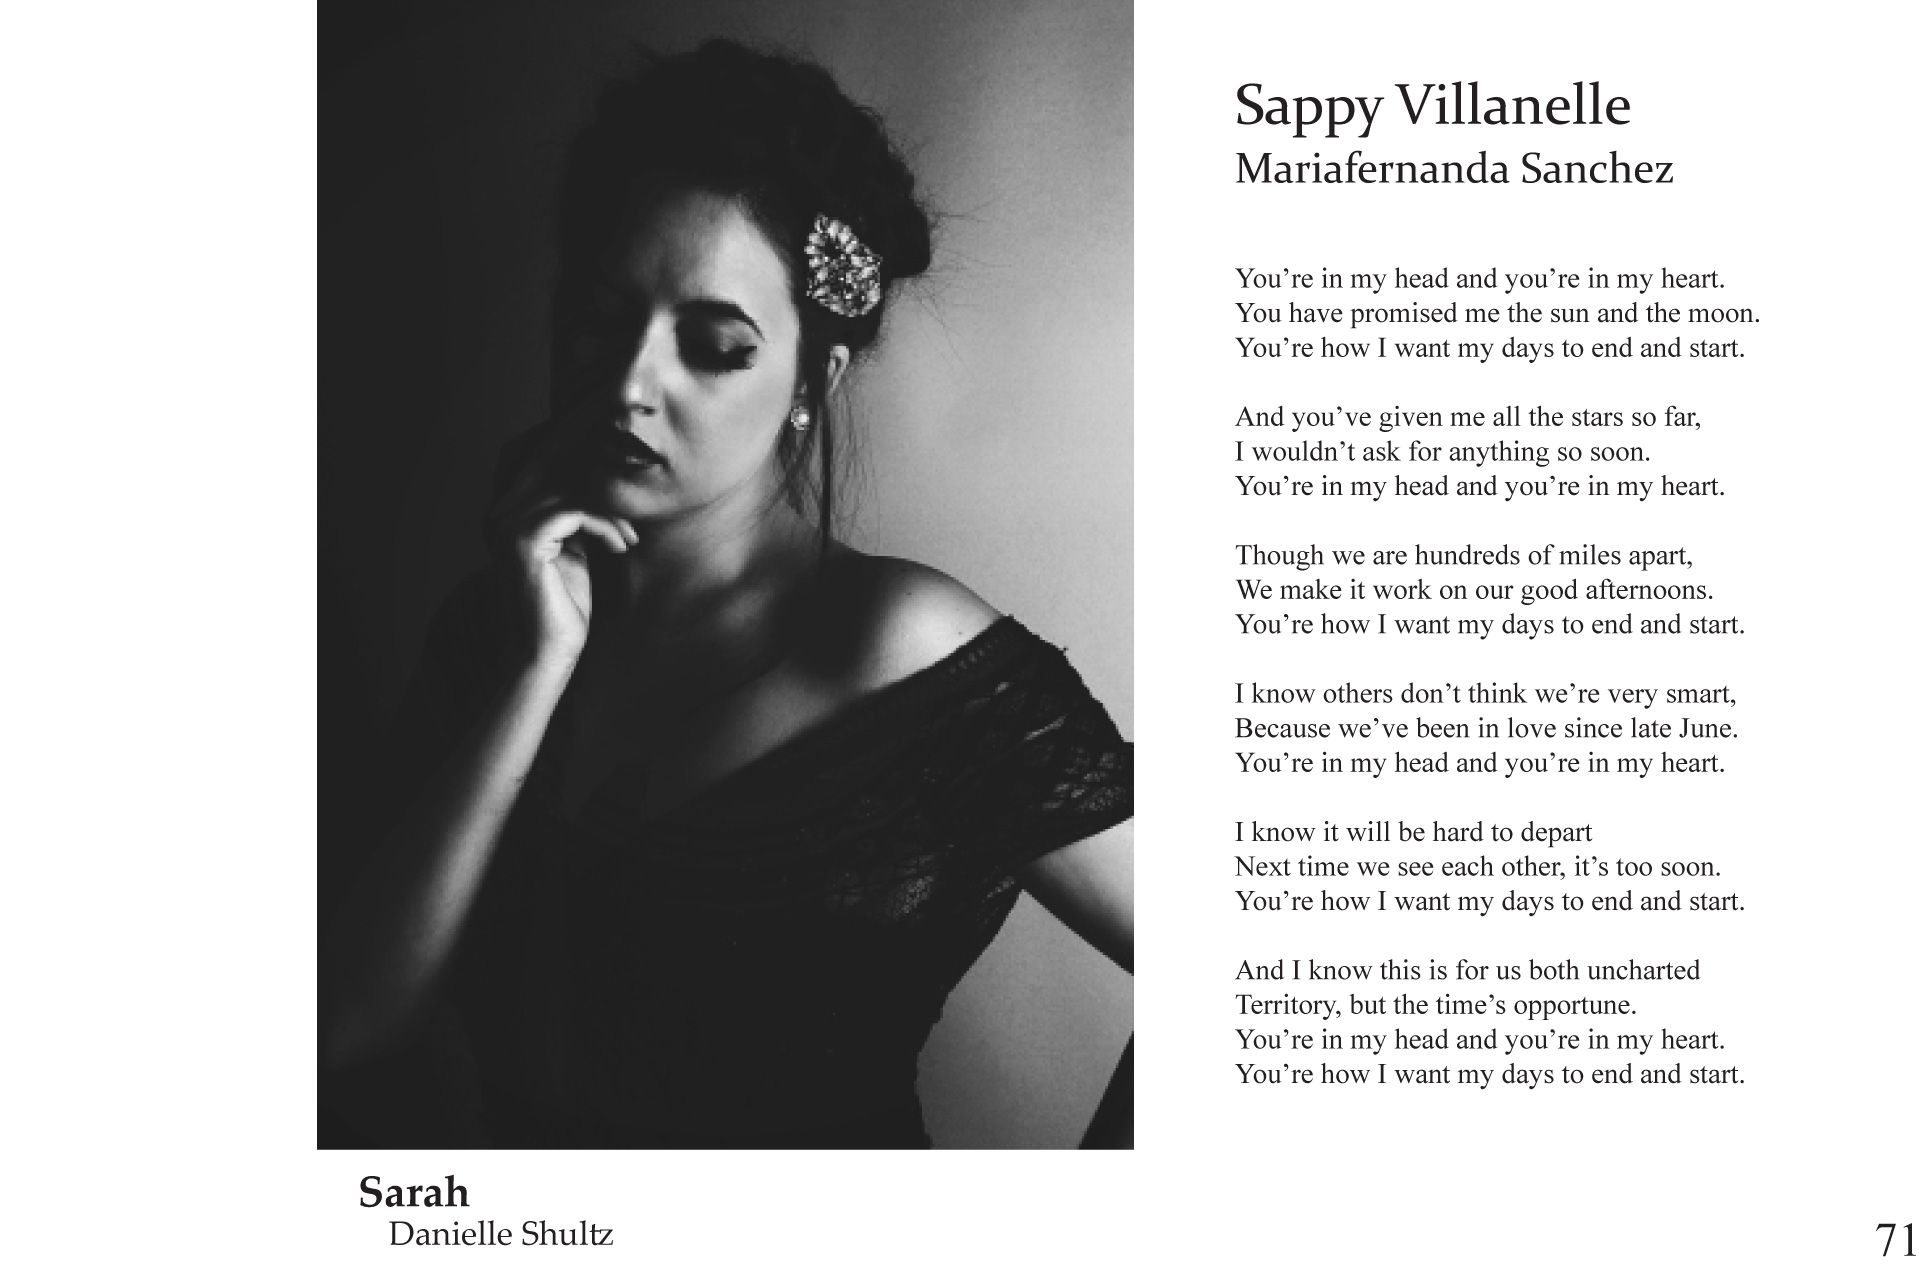 Sappy Villanelle
Mariafernanda Sanchez
You’re in my head and you’re in my heart.
You have promised me the sun and the moon.
You’re how I want my days to end and start.
And you’ve given me all the stars so far,
I wouldn’t ask for anything so soon.
You’re in my head and you’re in my heart.
Though we are hundreds of miles apart,
We make it work on our good afternoons.
You’re how I want my days to end and start.
I know others don’t think we’re very smart,
Because we’ve been in love since late June.
You’re in my head and you’re in my heart.
I know it will be hard to depart
Next time we see each other, it’s too soon.
You’re how I want my days to end and start.
And I know this is for us both uncharted
Territory, but the time’s opportune.
You’re in my head and you’re in my heart.
You’re how I want my days to end and start.
Sarah
Danielle Shultz
71